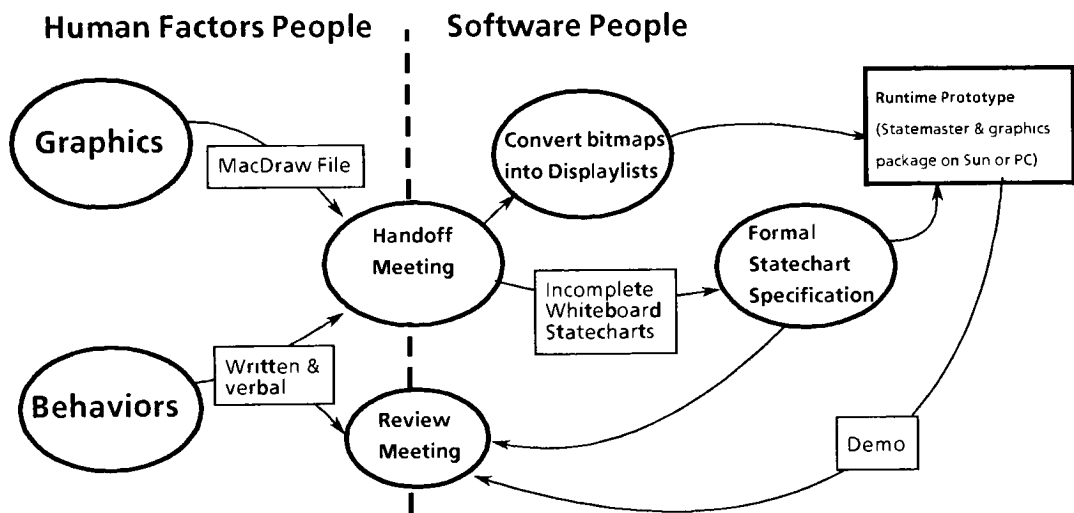 Human Factors People
Software People
Graphics
MacDraw File
Convert bitmaps
into Displaylists
Runtime Prototype
(Statemaster & graphics
package on Sun or PC)
Handoff
Meeting
Incomplete
Whiteboard
Statecharts
Formal
Statechart
Specification
Behaviors
Written &
verbal
Review
Meeting
Demo